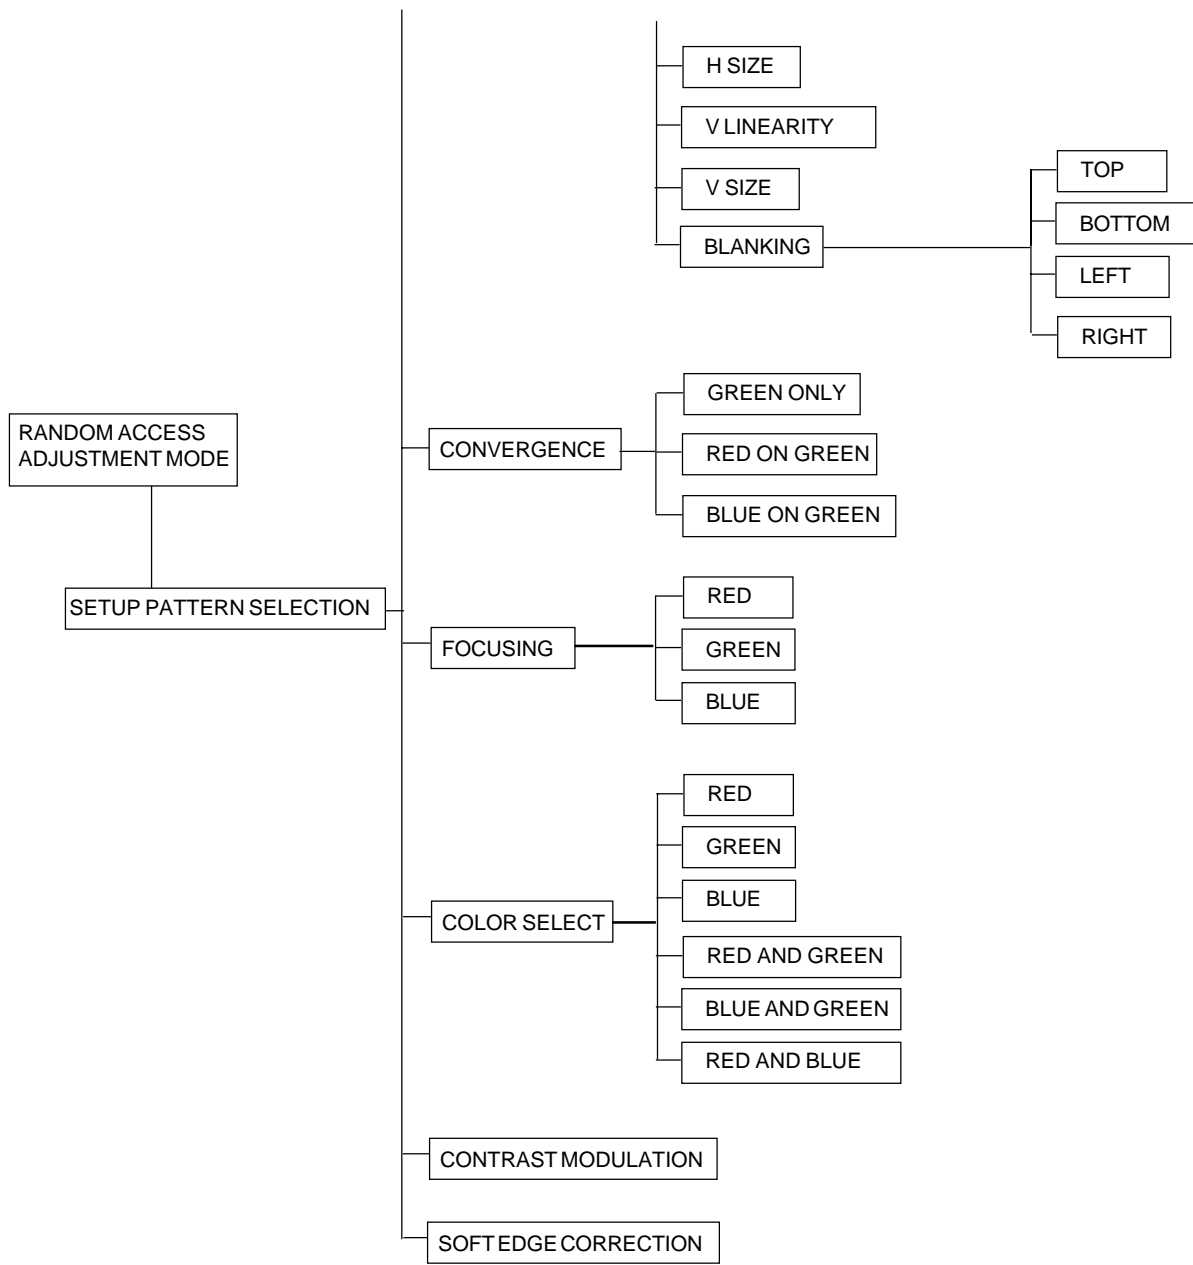 H SIZE
V LINEARITY
V SIZE
BLANKING
TOP
BOTTOM
LEFT
RIGHT
RANDOM ACCESS
ADJUSTMENT MODE
SETUP PATTERN SELECTION
CONVERGENCE
GREEN ONLY
RED ON GREEN
BLUE ON GREEN
FOCUSING
RED
GREEN
BLUE
COLOR SELECT
RED
GREEN
BLUE
RED AND GREEN
BLUE AND GREEN
RED AND BLUE
CONTRAST MODULATION
SOFT EDGE CORRECTION